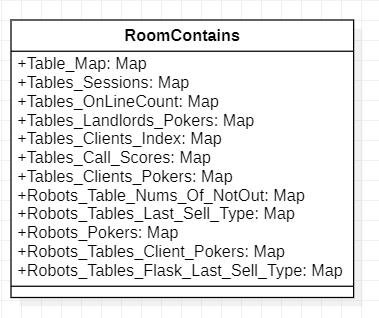 RoomContains
+Table_Map: Map
+Tables_Sessions: Map
+Tables_OnLineCount: Map
+Tables_Landlords_Pokers: Map
+Tables_Clients_Index: Map
+Tables_Call_Scores: Map
+Tables_Clients_Pokers: Map
+Robots_Table_Nums_Of_NotOut: Map
+Robots_Tables_Last_Sell_Type: Map
+Robots_Pokers: Map
+Robots_Tables_Client_Pokers: Map
+Robots_Tables_Flask_Last_Sell_Type: Map